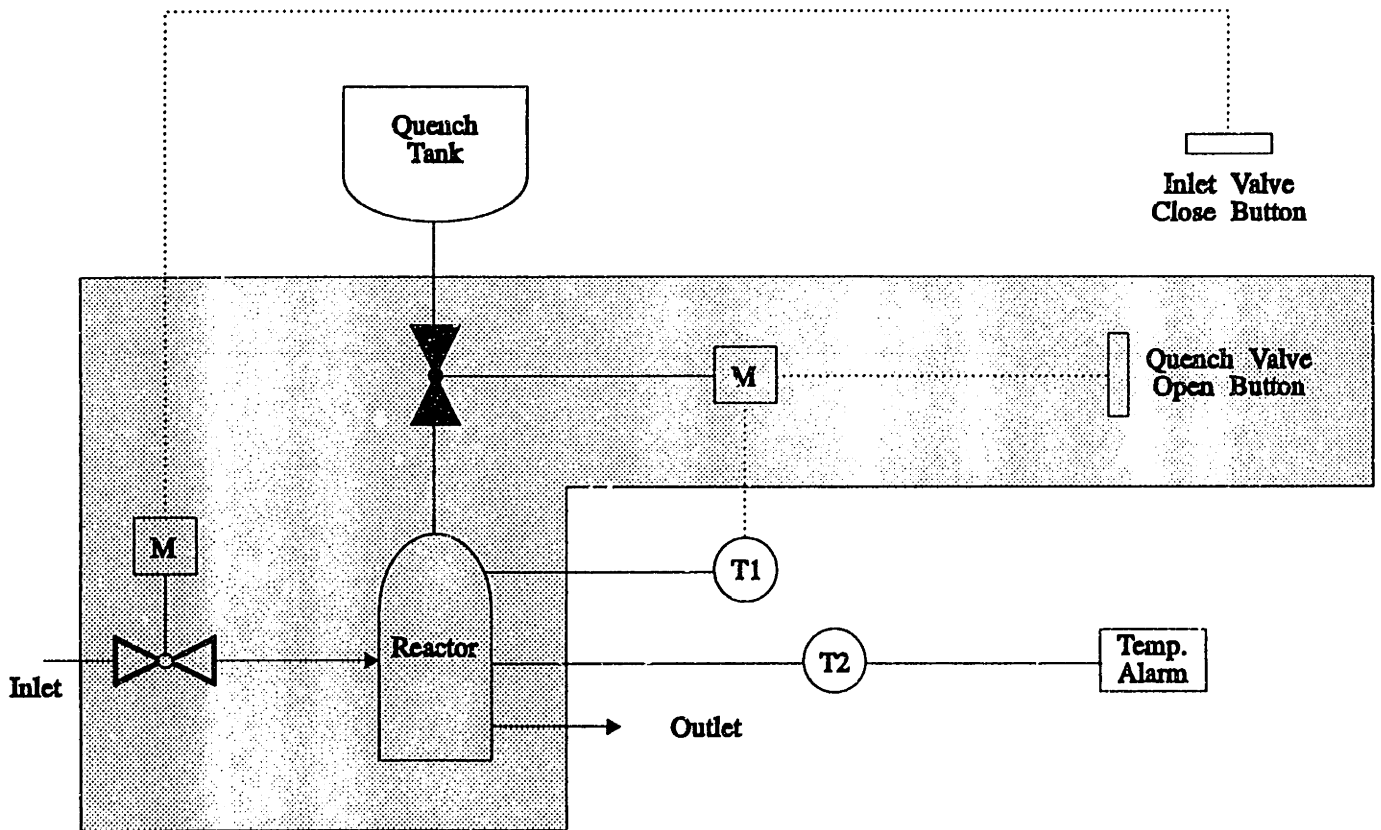 Quench
Tank
Inlet Valve
Close Button
M
Quench Valve
Open Button
M
T1
Reactor
T2
Temp.
Alarm
Inlet
Outlet